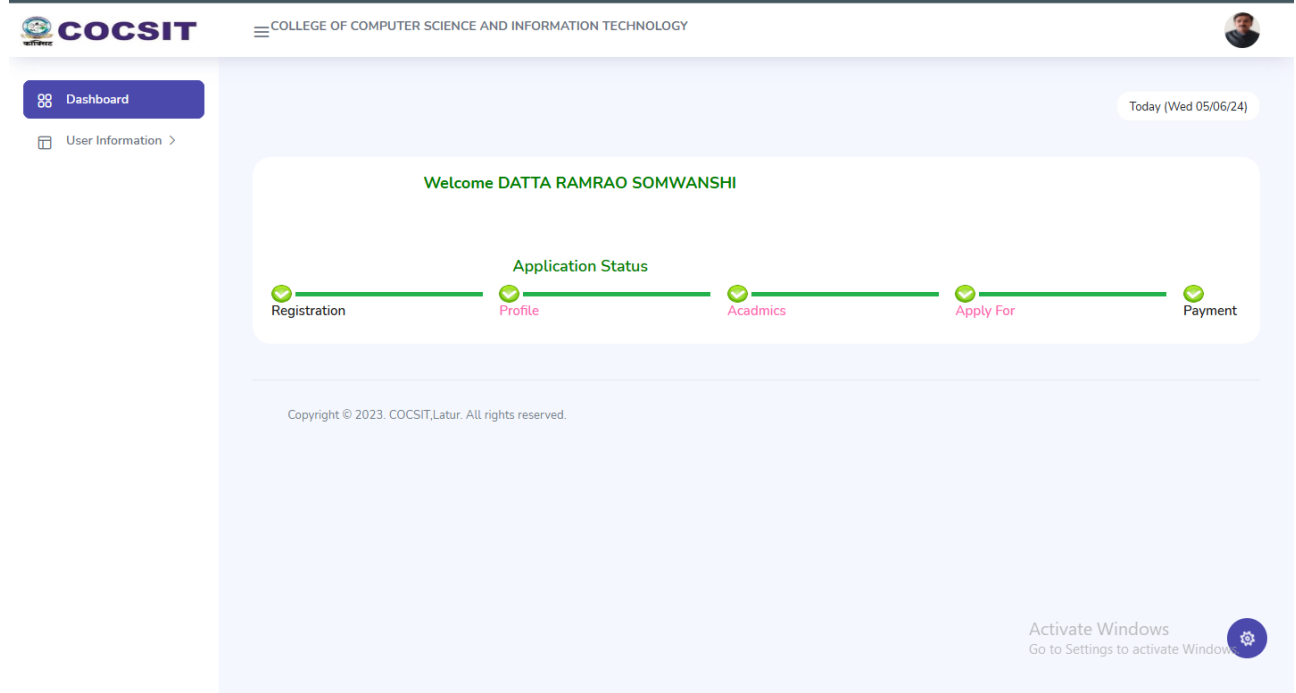 COCSIT
कॉक्सिट
COLLEGE OF COMPUTER SCIENCE AND INFORMATION TECHNOLOGY
Dashboard
User Information
Today (Wed 05/06/24)
Welcome DATTA RAMRAO SOMWANSHI
Application Status
Registration Profile Acadmics Apply For Payment
Copyright © 2023. COCSIT,Latur. All rights reserved.
Activate Windows
Go to Settings to activate Windows.